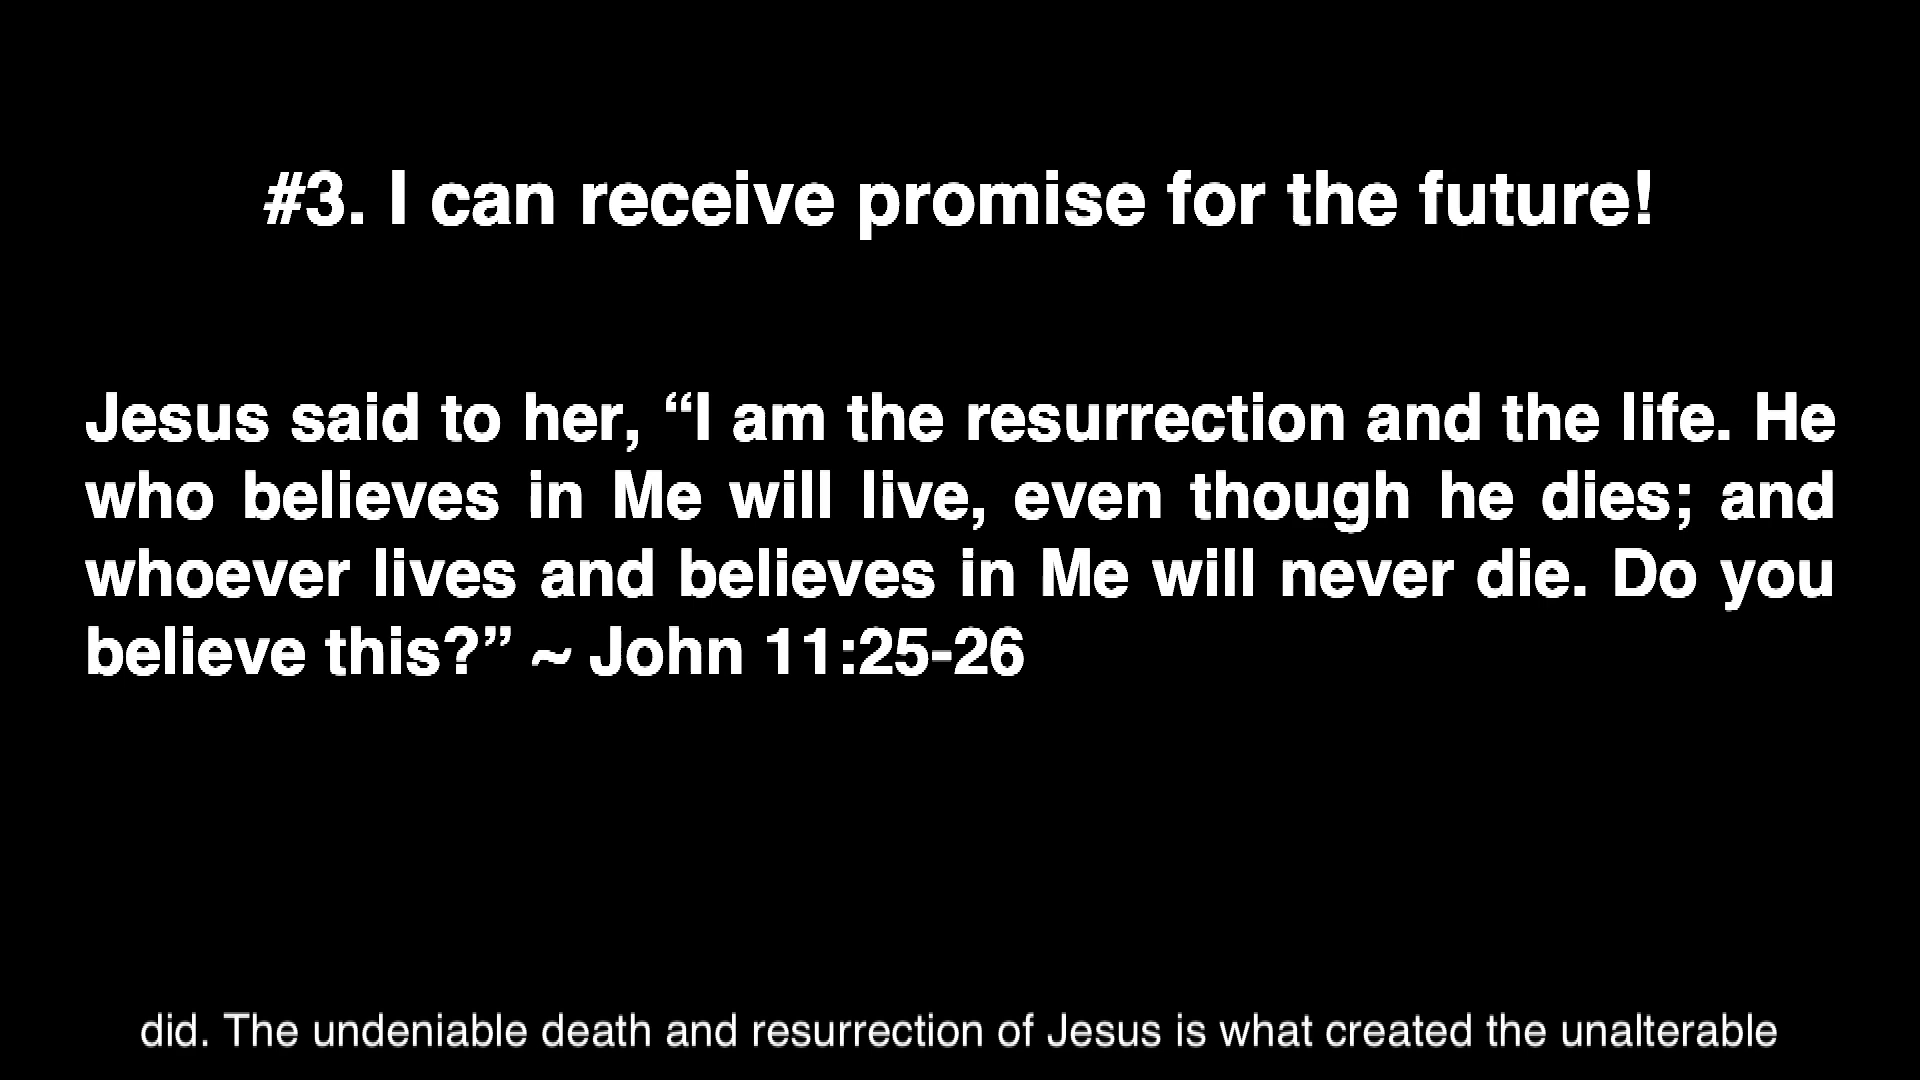 #3. I can receive promise for the future!
Jesus said to her, “I am the resurrection and the life. He
who believes in Me will live, even though he dies; and
whoever lives and believes in Me will never die. Do you
believe this?” ~ John 11:25-26
did. The undeniable death and resurrection of Jesus is what created the unalterable